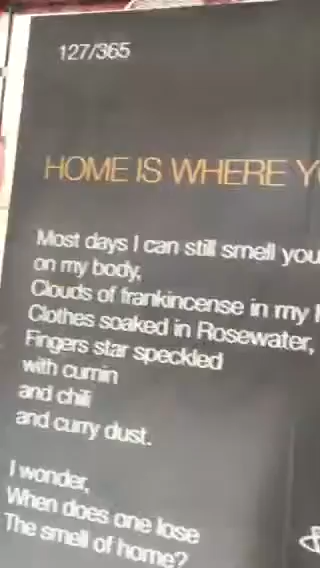 127/365
HOME IS WHERE
Most days I can still smell you
on my body,
Clouds of frankincense in my
Clothes soaked in Rosewater,
Fingers star speckled
with cumin
and chili
and curry dust.
I wonder,
When does one lose
The smell of home?